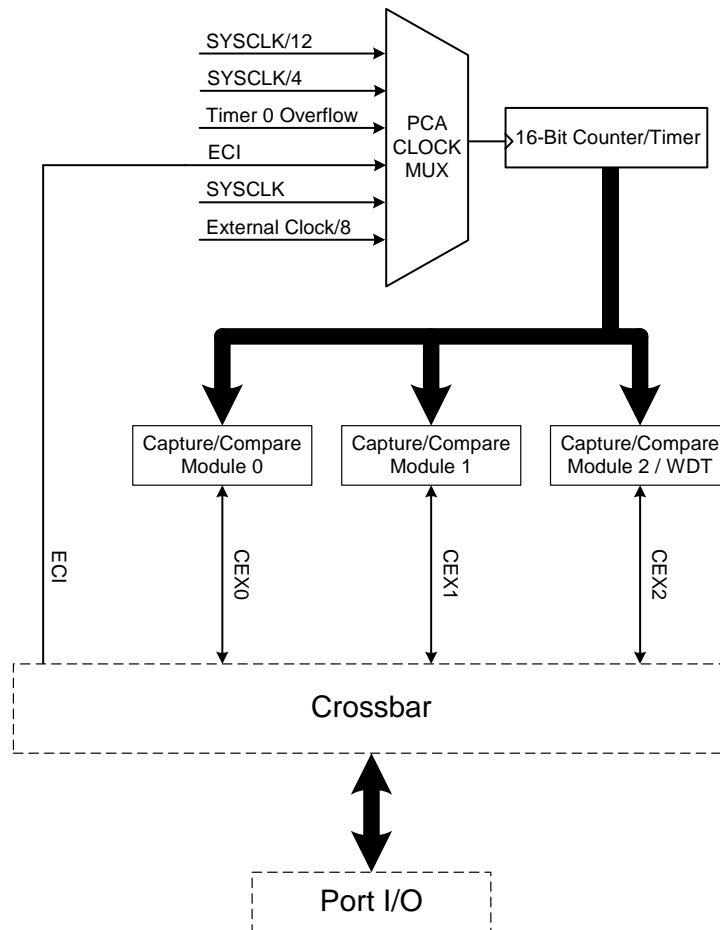 SYSCLK/12
SYSCLK/4
Timer 0 Overflow
ECI
SYSCLK
External Clock/8
PCA
CLOCK
MUX
16-Bit Counter/Timer
Capture/Compare
Module 0
Capture/Compare
Module 1
Capture/Compare
Module 2 / WDT
ECI
CEX0
CEX1
CEX2
Crossbar
Port I/O